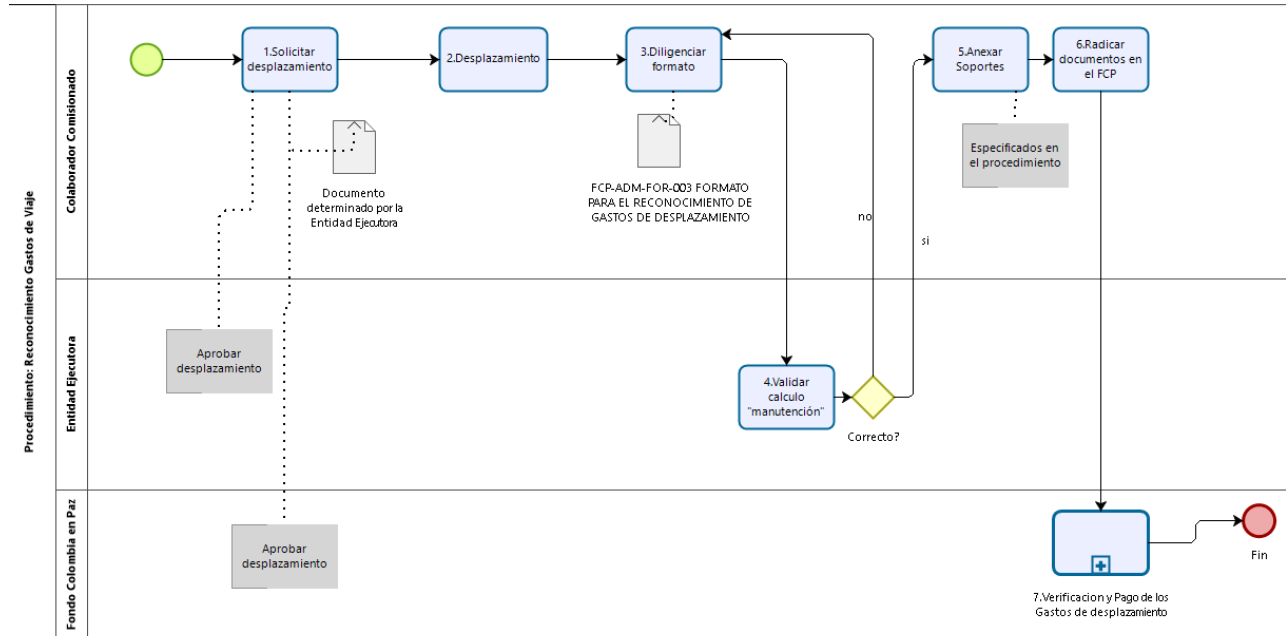 Procedimiento: Reconocimiento Gastos de Viaje
Colaborador Comisionado
1.Solicitar
desplazamiento
2.Desplazamiento
3.Diligenciar
formato
5.Anexar
Soportes
6.Radicar
documentos en
el FCP
Documento
determinado por la
Entidad Ejecutora
FCP-ADM-FOR-003 FORMATO
PARA EL RECONOCIMIENTO DE
GASTOS DE DESPLAZAMIENTO
Especificados en
el procedimiento
no
si
Entidad Ejecutora
Aprobar
desplazamiento
4.Validar
calculo
"manutención"
Correcto?
Fondo Colombia en Paz
Aprobar
desplazamiento
7.Verificacion y Pago de los
Gastos de desplazamiento
Fin